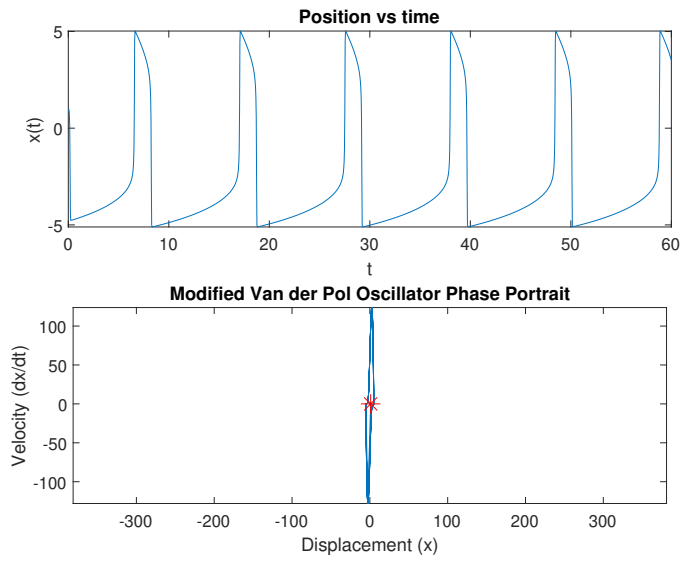 Position vs time
5
0
-5
x(t)
0 10 20 30 40 50 60
t
Modified Van der Pol Oscillator Phase Portrait
100
50
0
-50
-100
Velocity (dx/dt)
-300 -200 -100 0 100 200 300
Displacement (x)